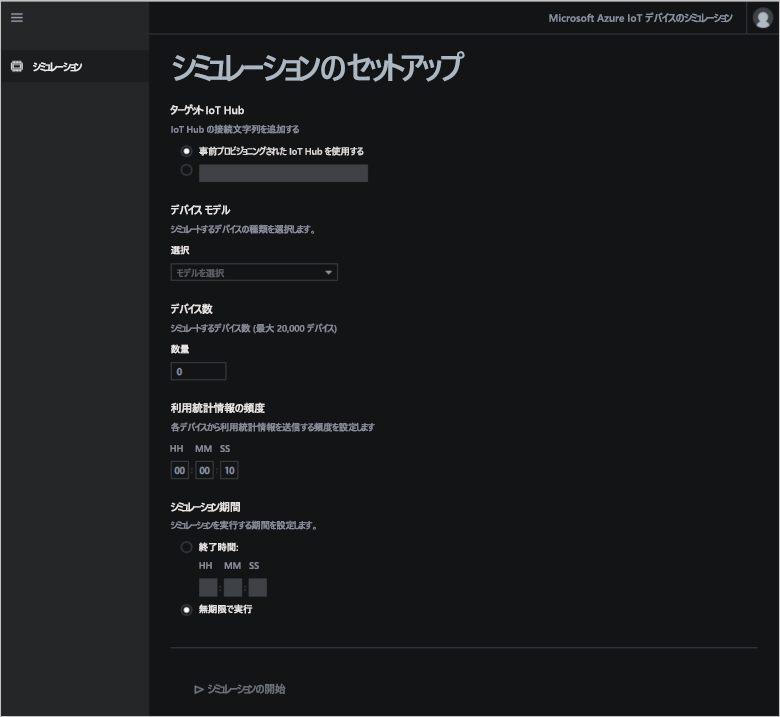 Microsoft Azure IoT デバイスのシミュレーション
シミュレーション
シミュレーションのセットアップ
ターゲット IoT Hub
IoT Hub の接続文字列を追加する
事前プロビジョニングされた IoT Hub を使用する
デバイス モデル
シミュレートするデバイスの種類を選択します。
選択
モデルを選択
デバイス数
シミュレートするデバイス数 (最大 20,000 デバイス)
数量
0
利用統計情報の頻度
各デバイスから利用統計情報を送信する頻度を設定します
HH MM SS
00 : 00 : 10
シミュレーション期間
シミュレーションを実行する期間を設定します。
終了時間:
HH MM SS
: :
無期限で実行
シミュレーションの開始